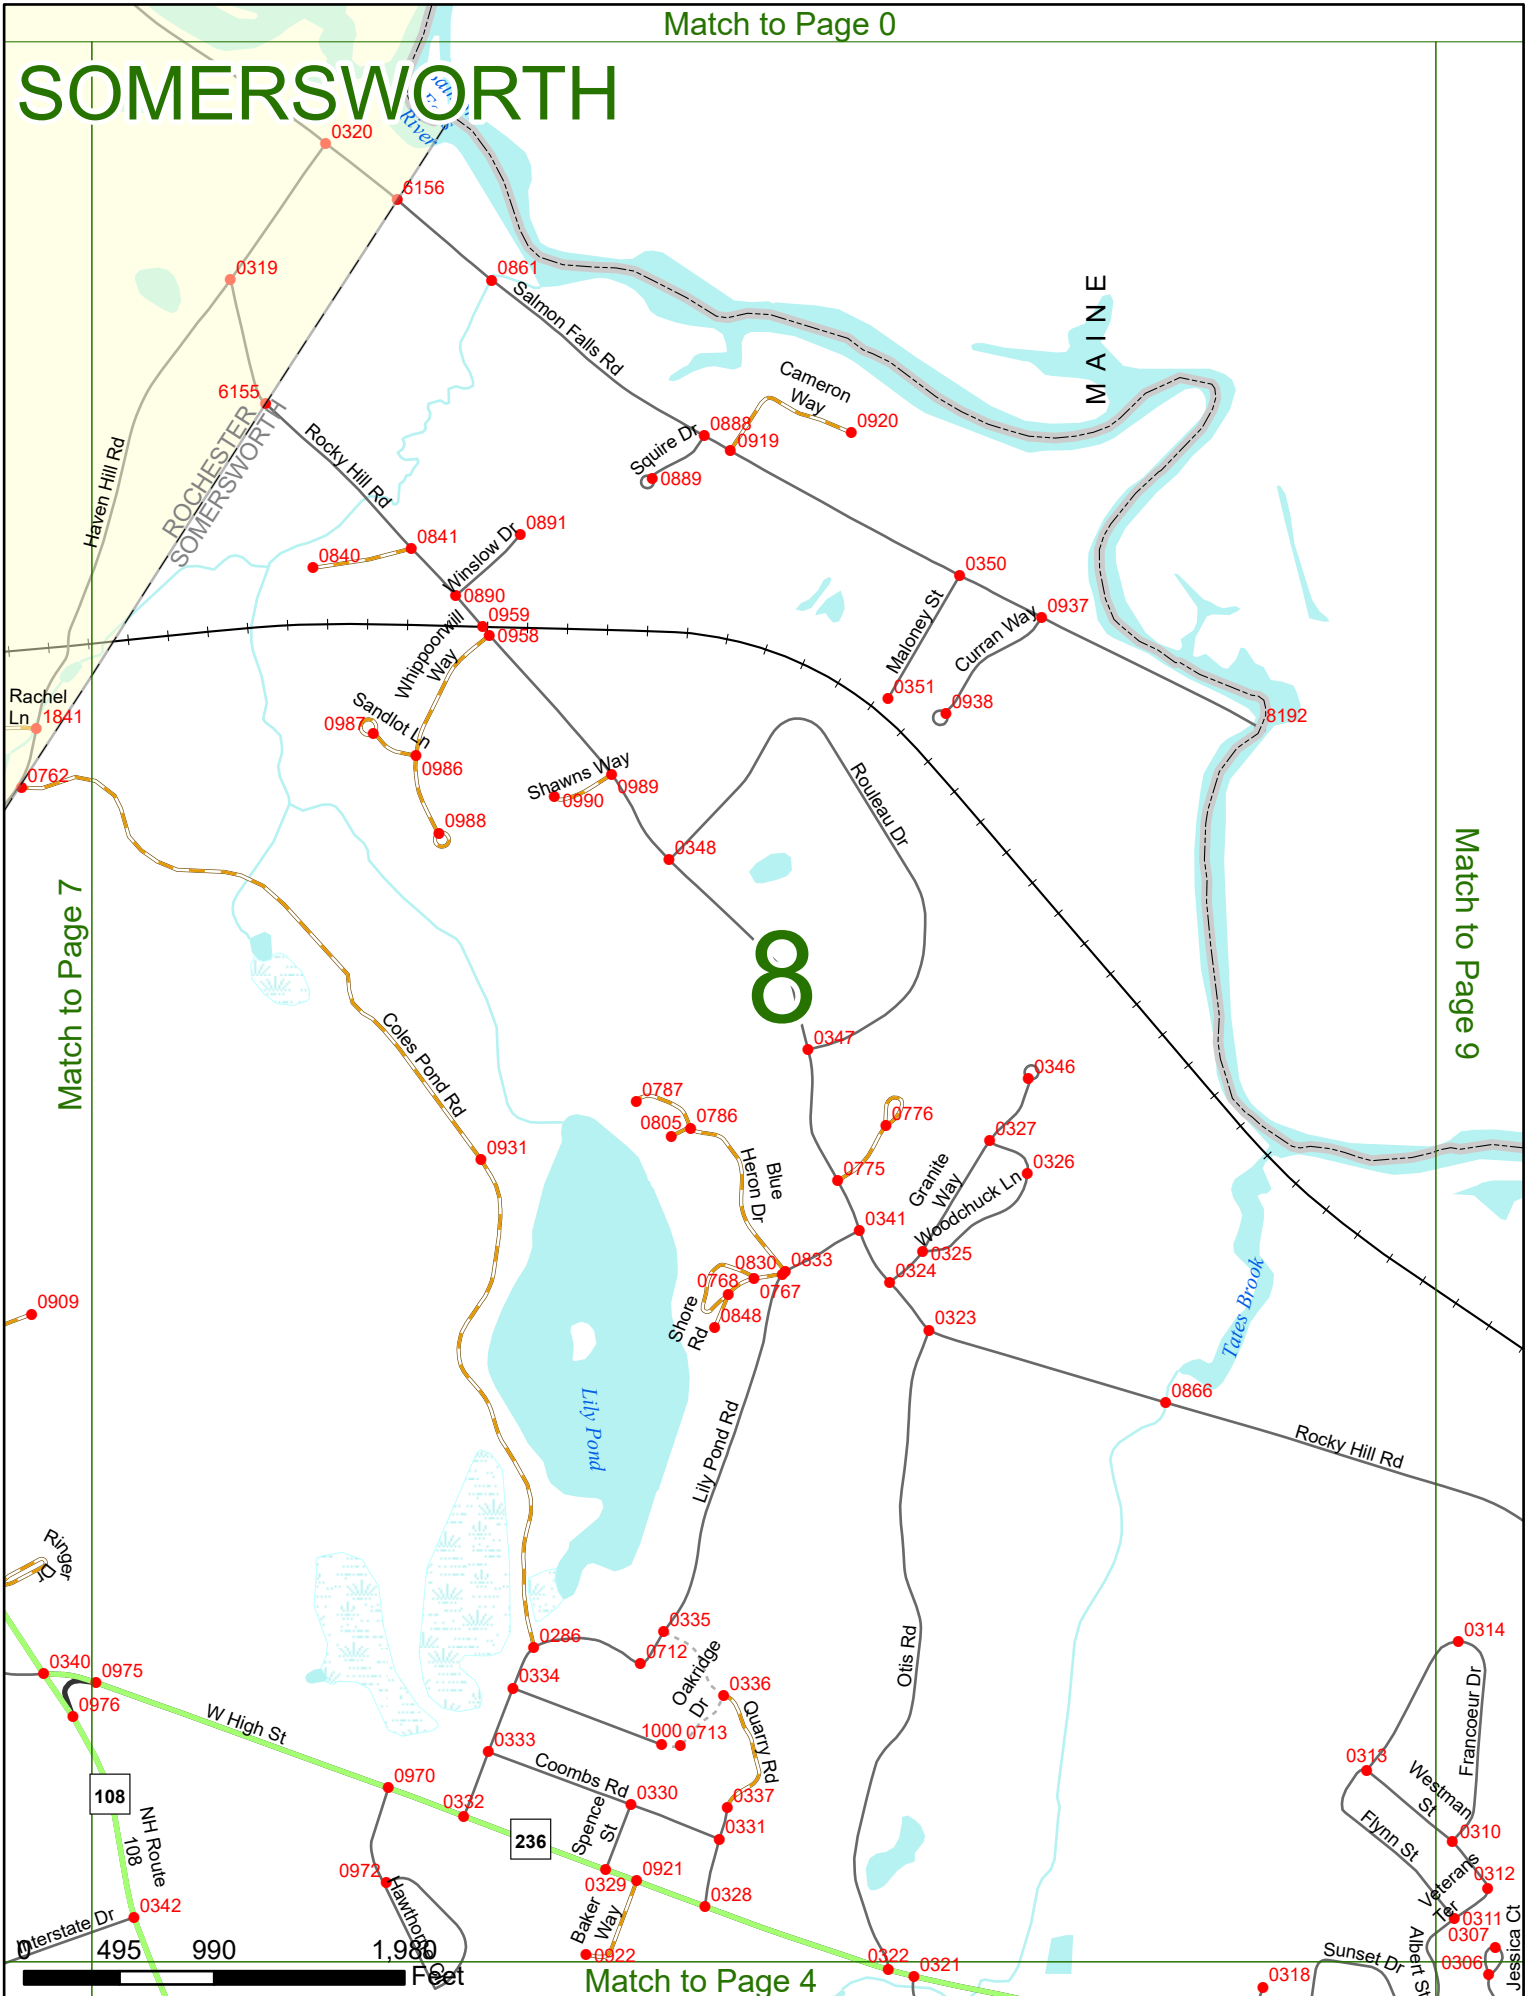 Match to Page 0
SOMERSWORTH
River
0320
6156
0319
0861
MAINE
Salmon Falls Rd
6155
Cameron
Way
0920
0888
0919
Squire Dr
0889
ROCHESTER
SOMERSWORTH
Haven Hill Rd
Rocky Hill Rd
0891
0841
0840
Winslow Dr
0890
0350
0959
0958
0937
Whippoorwill
Way
Maloney St
Curran Way
0351
0938
8192
Rachel
Ln
1841
0987
Sandlot Ln
0986
0762
Shawns Way
0989
0990
Rouleau Dr
0988
0348
Match to Page 7
Match to Page 9
8
Coles Pond Rd
0347
0346
0787
0786
0805
0776
0327
0931
Blue
Heron Dr
0775
Granite
Way
0326
Woodchuck Ln
0341
0325
0833
0830
0768
0767
0324
Shore
Rd
0848
0909
0323
Tates Brook
Lily Pond
0866
Lily Pond Rd
Rocky Hill Rd
Ringer
Dr
0335
0286
0712
Oakridge
Dr
Otis Rd
0314
0340
0975
0334
0336
0976
W High St
1000
0713
Quarry Rd
Francoeur Dr
0333
Coombs Rd
0313
Westman
St
0970
108
0330
0337
0332
236
Spence
St
0331
Flynn St
0310
NH Route
108
0972
0329
0921
Veterans
Ter
0312
Hawthorne Cir
0328
0342
Baker
Way
0311
Interstate Dr
0307
Albert St
Jessica Ct
0922
0322
0321
Sunset Dr
0306
0318
0 495 990 1,980
Feet
Match to Page 4